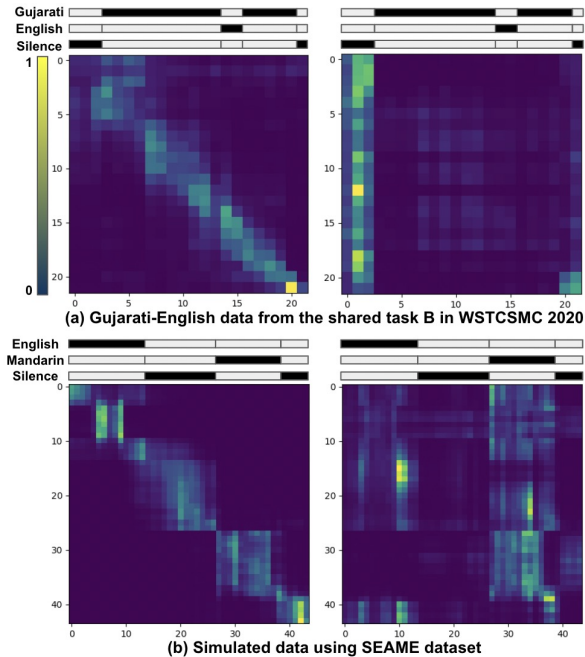 Gujarati
English
Silence
1
0
0
5
10
15
20
0 5 10 15 20
0
5
10
15
20
0 5 10 15 20
(a) Gujarati-English data from the shared task B in WSTCSMC 2020
English
Mandarin
Silence
0
10
20
30
40
0 10 20 30 40
0
10
20
30
40
0 10 20 30 40
(b) Simulated data using SEAME dataset